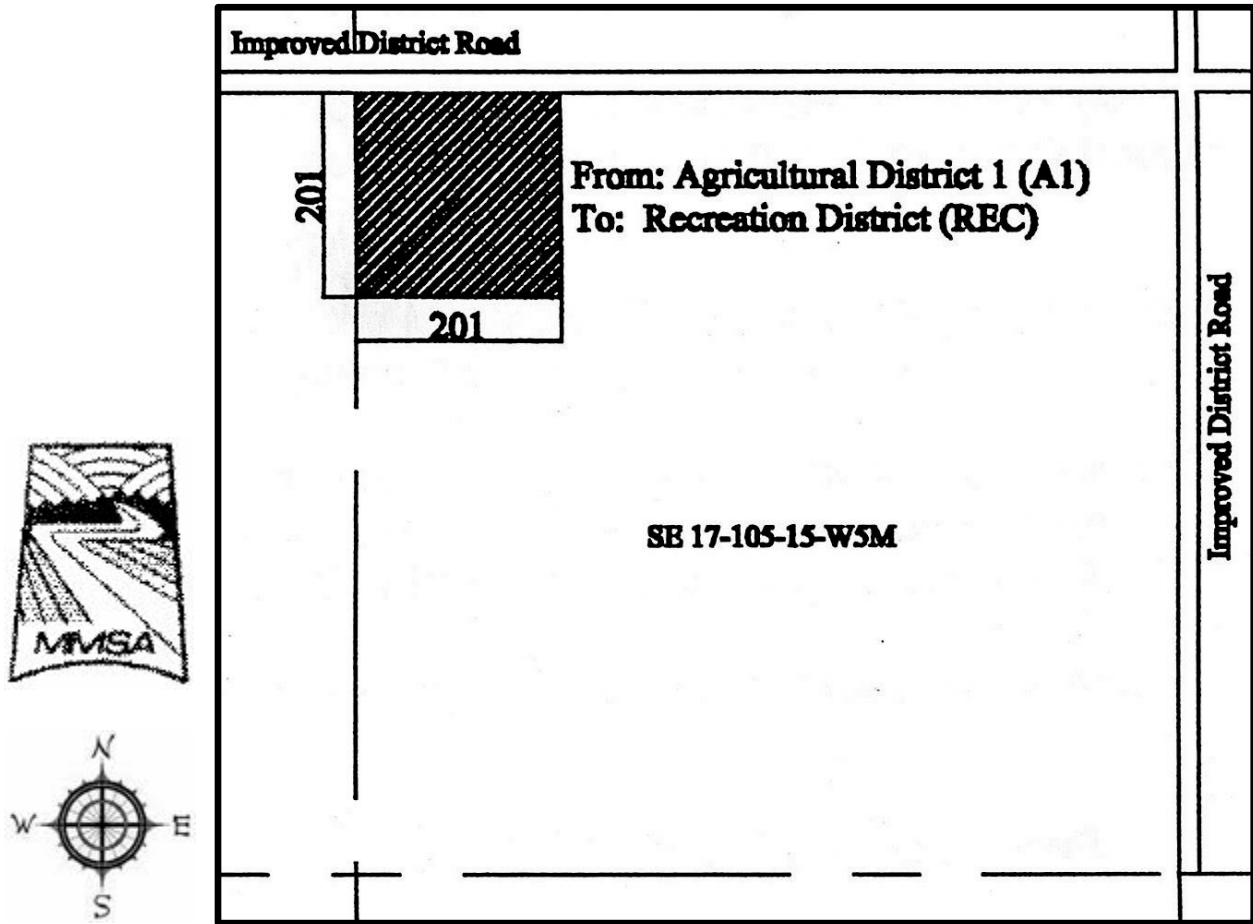 Improved District Road
201
From: Agricultural District 1 (A1)
To: Recreation District (REC)
201
Improved District Road
SE 17-105-15-W5M
MMSA
N
W
E
S